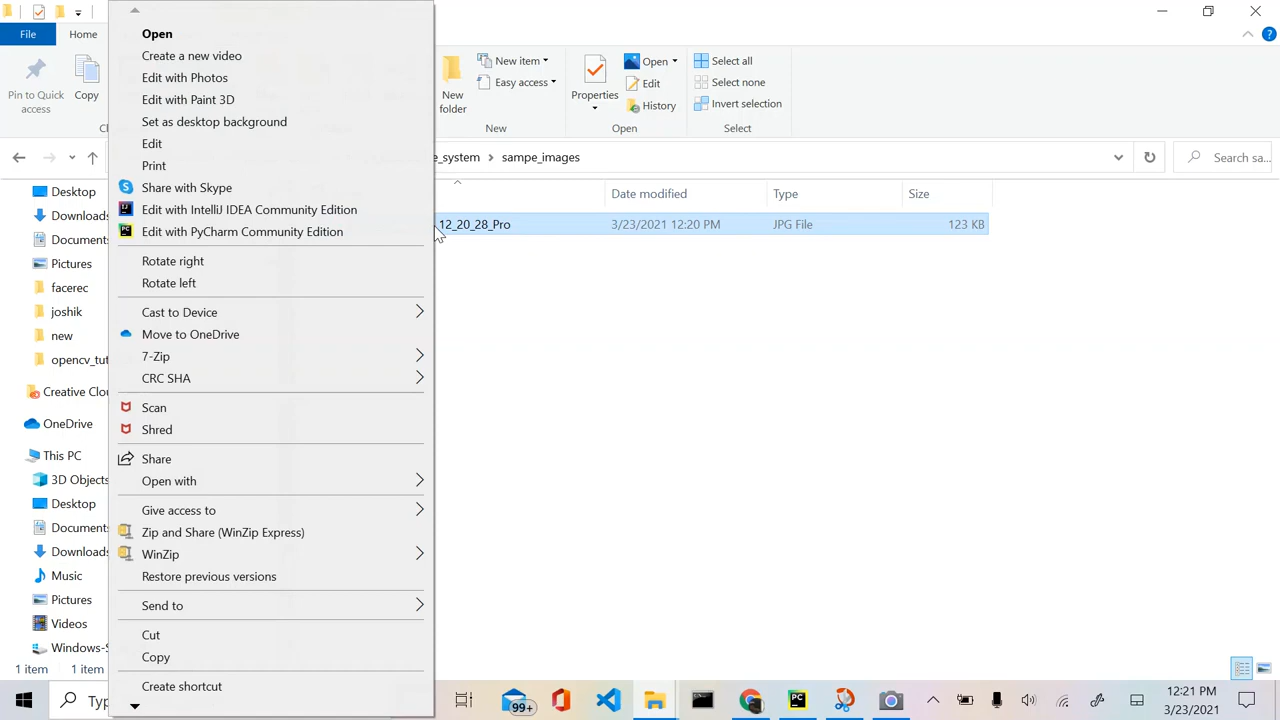 File
Home
Pin to Quick
access
Copy
New
folder
New item
Easy access
New
Properties
Open
Edit
History
Open
Select all
Select none
Invert selection
Select
e_system
sampe_images
Search sa...
Date modified
Type
Size
12_20_28_Pro
3/23/2021 12:20 PM
JPG File
123 KB
Desktop
Downloads
Document
Pictures
facerec
joshik
new
opencv_tut
Creative Clou
OneDrive
This PC
3D Objects
Desktop
Document
Downloads
Music
Pictures
Videos
Windows-S
1 item
1 item
Open
Create a new video
Edit with Photos
Edit with Paint 3D
Set as desktop background
Edit
Print
Share with Skype
Edit with IntelliJ IDEA Community Edition
Edit with PyCharm Community Edition
Rotate right
Rotate left
Cast to Device
Move to OneDrive
7-Zip
CRC SHA
Scan
Shred
Share
Open with
Give access to
Zip and Share (WinZip Express)
WinZip
Restore previous versions
Send to
Cut
Copy
Create shortcut
Typ
99+
12:21 PM
3/23/2021